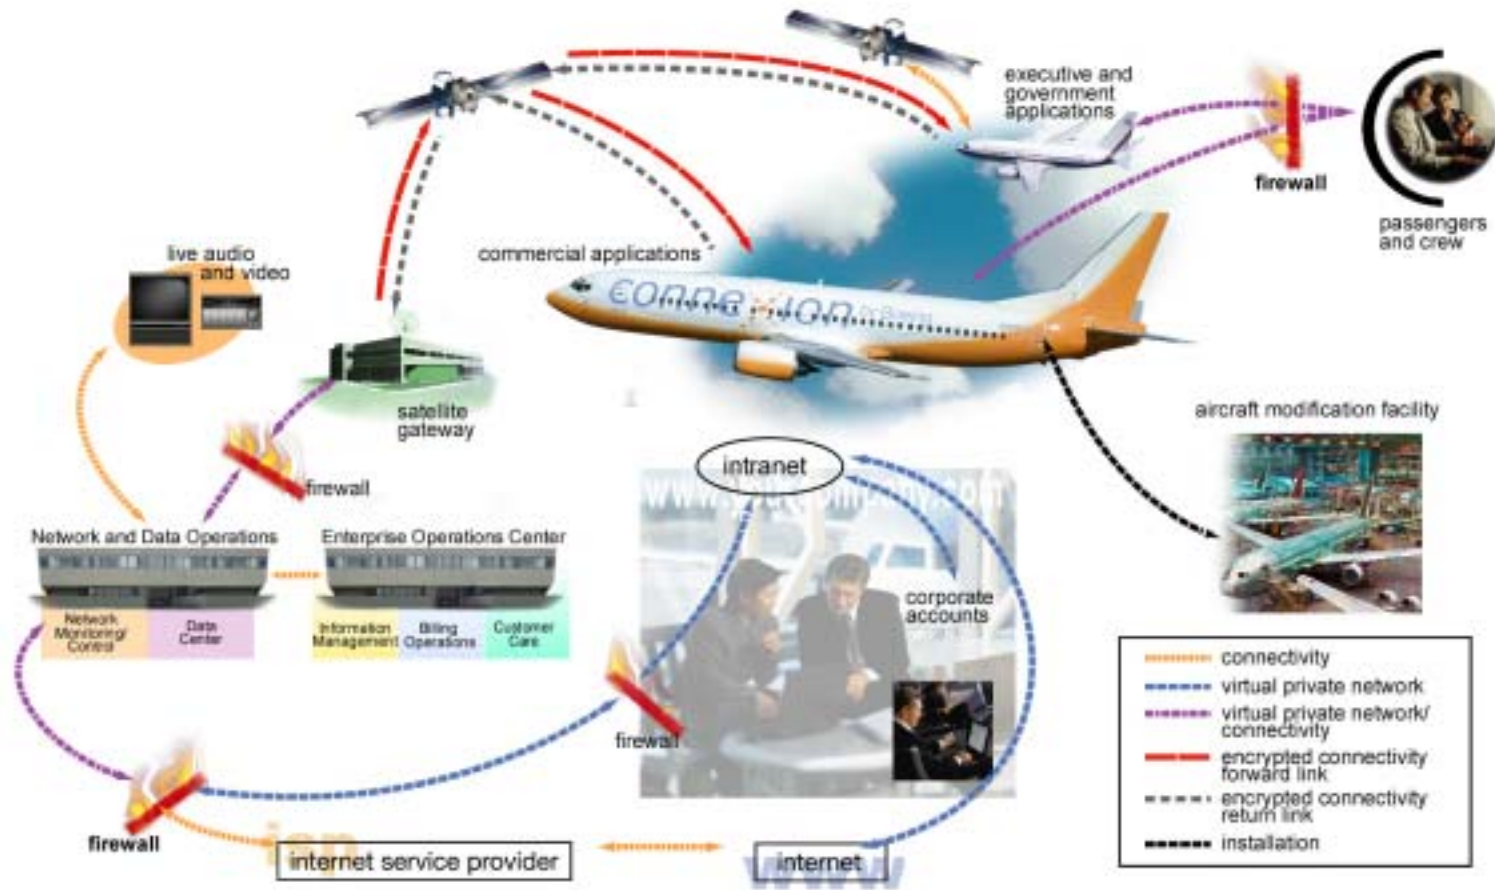 executive and
government
applications
firewall
passengers
and crew
live audio
and video
commercial applications
connexion
satellite
gateway
aircraft modification facility
firewall
intranet
Network and Data Operations
Enterprise Operations Center
Network
Monitoring/
Control
Data
Center
Information
Management
Billing
Operations
Customer
Care
corporate
accounts
firewall
firewall
isp
internet service provider
internet
www
connectivity
virtual private network
virtual private network/
connectivity
encrypted connectivity
forward link
encrypted connectivity
return link
installation